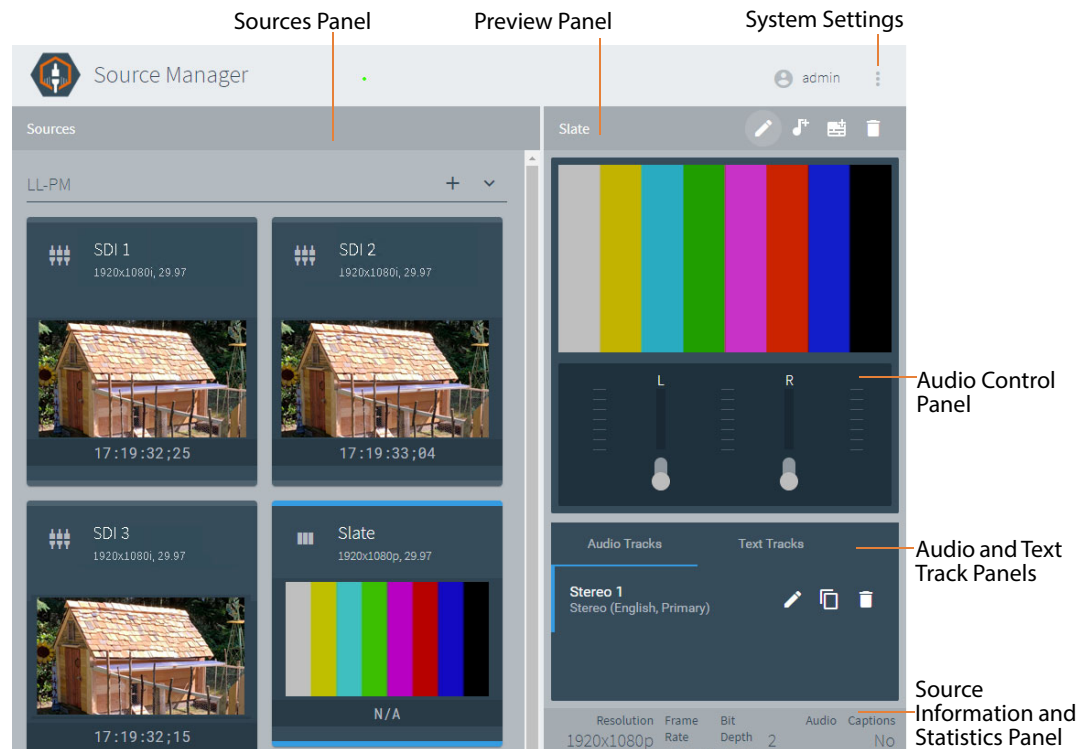 Sources Panel
Preview Panel
System Settings
Source Manager
admin
Sources
Slate
LL-PM
SDI 1
1920x1080i, 29.97
SDI 2
1920x1080i, 29.97
17:19:32;25
17:19:33;04
SDI 3
1920x1080i, 29.97
Slate
1920x1080p, 29.97
17:19:32;15
N/A
L
R
Audio Control
Panel
Audio Tracks
Text Tracks
Audio and Text
Track Panels
Stereo 1
Stereo (English, Primary)
Source
Information and
Statistics Panel
Resolution
1920x1080p
Frame
Rate
Bit
Depth
Audio
2
Captions
No